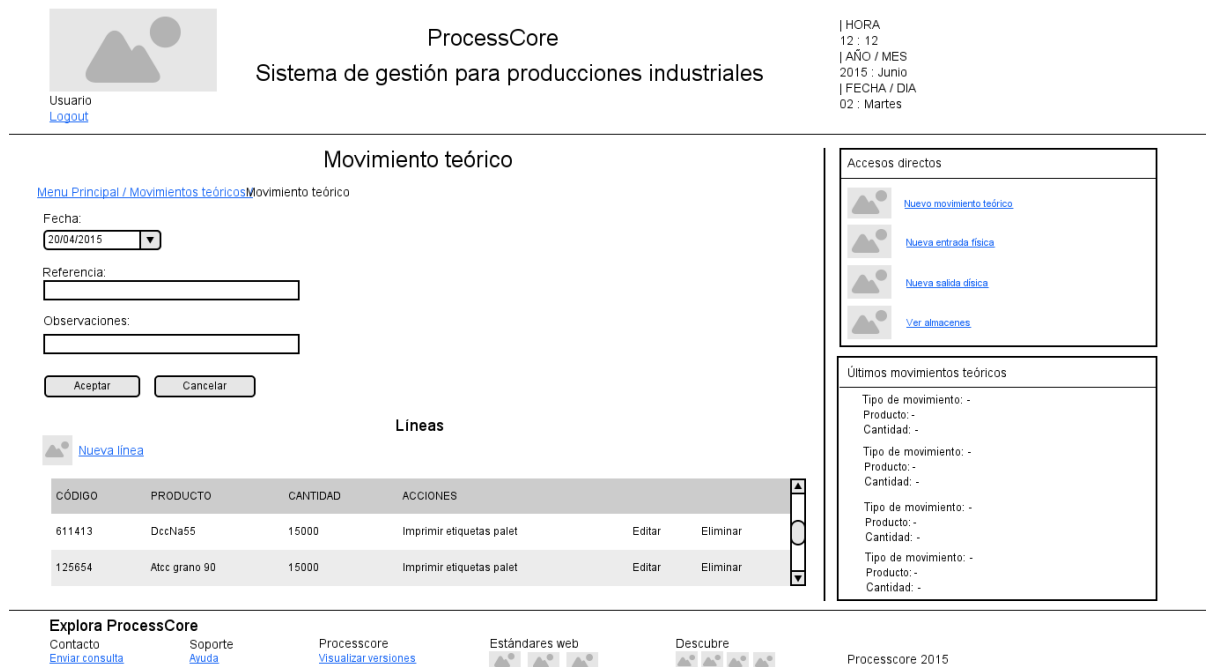 ProcessCore
Sistema de gestión para producciones industriales
Usuario
Logout
| HORA
12 : 12
| AÑO / MES
2015 : Junio
| FECHA / DIA
02 : Martes
Movimiento teórico
Menu Principal / Movimientos teóricos/Movimiento teórico
Fecha:
20/04/2015
Referencia:
Observaciones:
Aceptar Cancelar
Líneas
Nueva línea
CÓDIGO PRODUCTO CANTIDAD ACCIONES
611413 DccNa55 15000 Imprimir etiquetas palet Editar Eliminar
125654 Atcc grano 90 15000 Imprimir etiquetas palet Editar Eliminar
Accesos directos
Nuevo movimiento teórico
Nueva entrada física
Nueva salida dísica
Ver almacenes
Últimos movimientos teóricos
Tipo de movimiento: -
Producto: -
Cantidad: -
Tipo de movimiento: -
Producto: -
Cantidad: -
Tipo de movimiento: -
Producto: -
Cantidad: -
Tipo de movimiento: -
Producto: -
Cantidad: -
Explora ProcessCore
Contacto Soporte Processcore Estándares web Descubre
Enviar consulta Ayuda Visualizar versiones
Processcore 2015